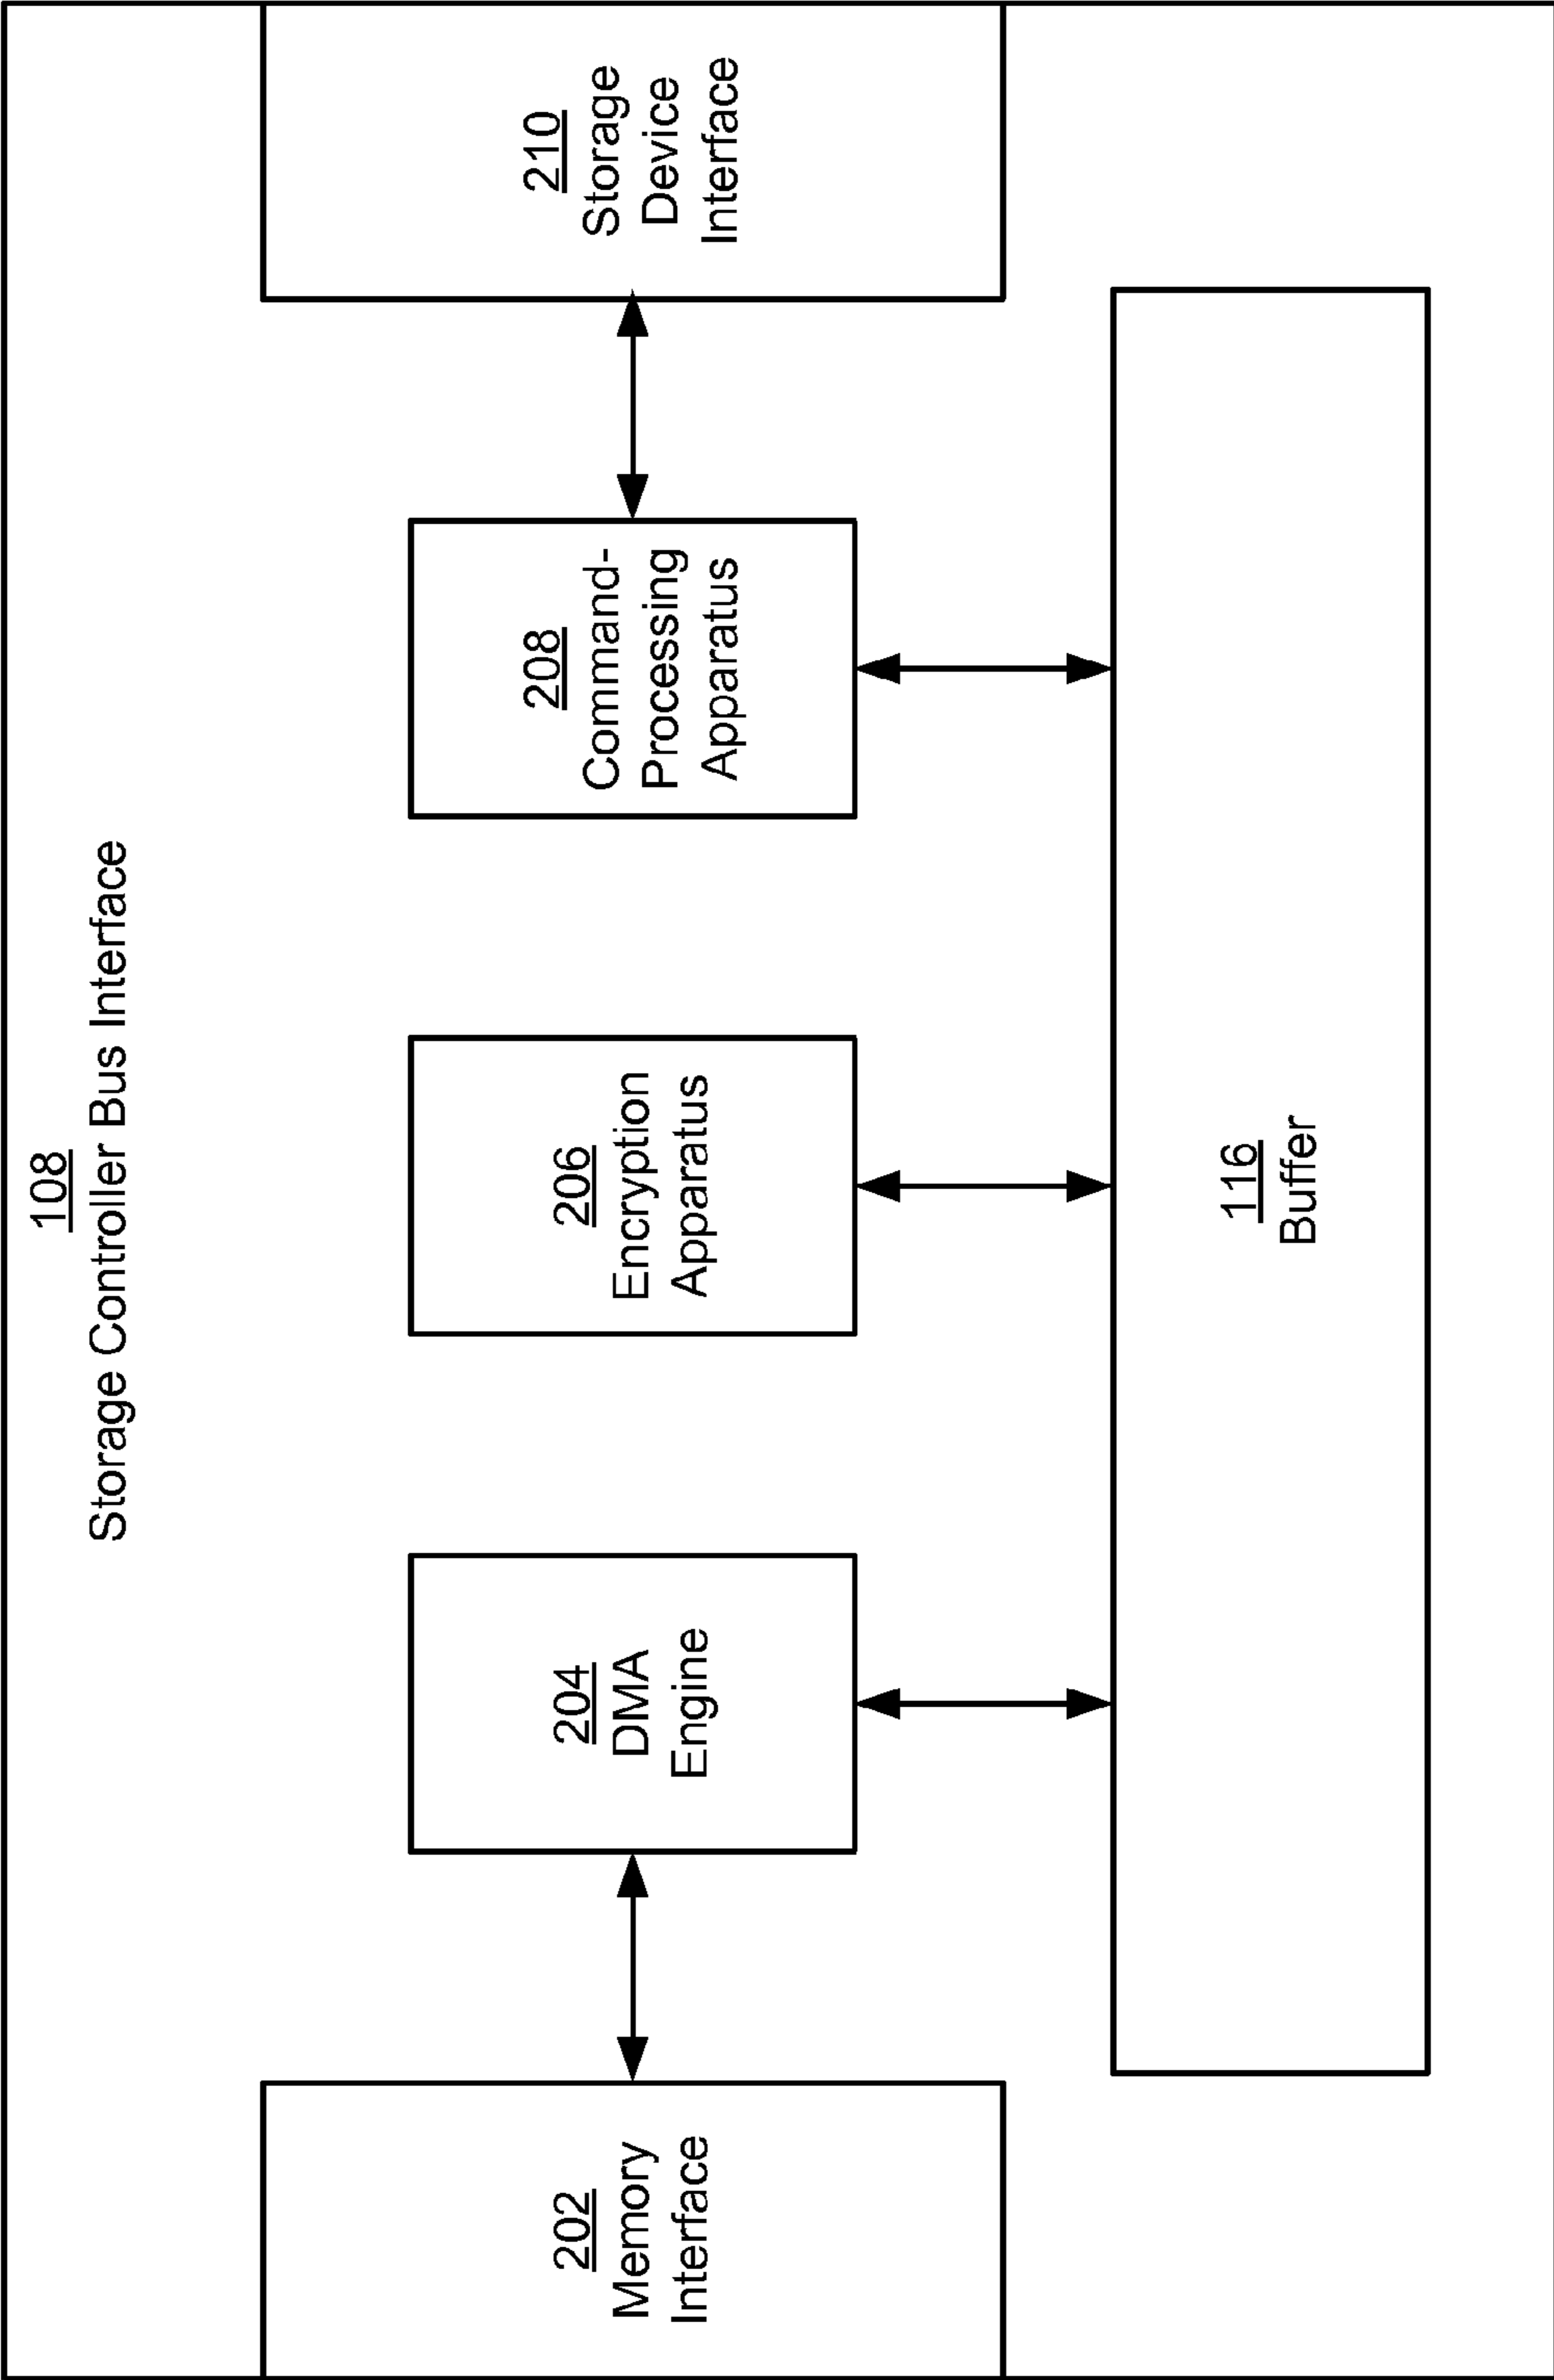 108
Storage Controller Bus Interface
202
Memory
Interface
204
DMA
Engine
206
Encryption
Apparatus
208
Command-
Processing
Apparatus
210
Storage
Device
Interface
116
Buffer